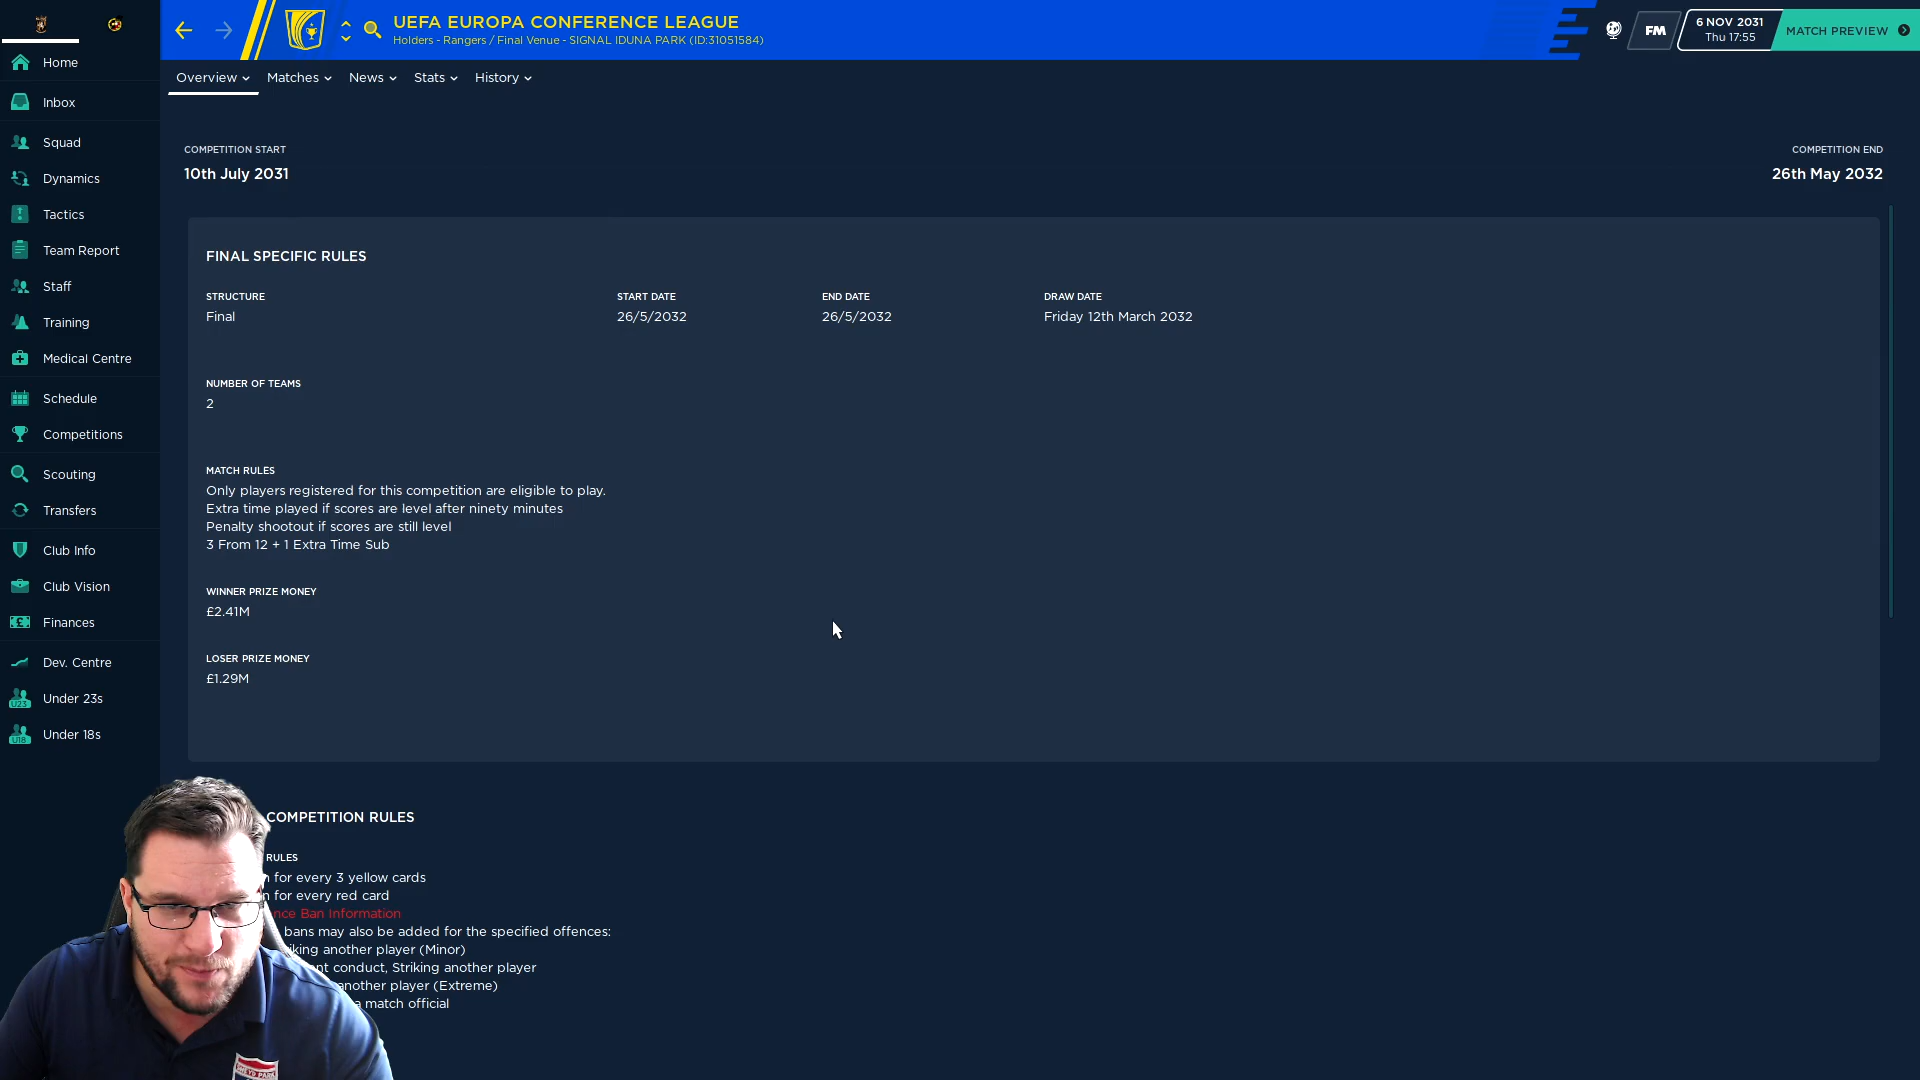 UEFA EUROPA CONFERENCE LEAGUE
Holders - Rangers / Final Venue - SIGNAL IDUNA PARK (ID:31051584)
FM
6 NOV 2031
Thu 17:55
MATCH PREVIEW
Home
Inbox
Squad
Dynamics
Tactics
Team Report
Staff
Training
Medical Centre
Schedule
Competitions
Scouting
Transfers
Club Info
Club Vision
Finances
Dev. Centre
Under 23s
Under 18s
Overview
Matches
News
Stats
History
COMPETITION START
10th July 2031
COMPETITION END
26th May 2032
FINAL SPECIFIC RULES
STRUCTURE
Final
START DATE
26/5/2032
END DATE
26/5/2032
DRAW DATE
Friday 12th March 2032
NUMBER OF TEAMS
2
MATCH RULES
Only players registered for this competition are eligible to play.
Extra time played if scores are level after ninety minutes
Penalty shootout if scores are still level
3 From 12 + 1 Extra Time Sub
WINNER PRIZE MONEY
£2.41M
LOSER PRIZE MONEY
£1.29M
COMPETITION RULES
RULES
for every 3 yellow cards
for every red card
Ban Information
bans may also be added for the specified offences:
another player (Minor)
conduct, Striking another player
another player (Extreme)
a match official